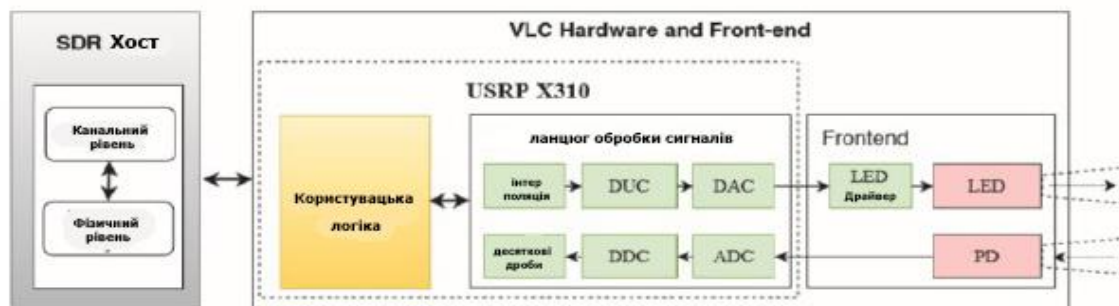 SDR Хост
Канальний
рівень
Фізичний
рівень
VLC Hardware and Front-end
USRP X310
Користувацька
логіка
ланцюг обробки сигналів
інтер
поляція
DUC
DAC
десяткові
дроби
DDC
ADC
Frontend
LED
Драйвер
LED
PD